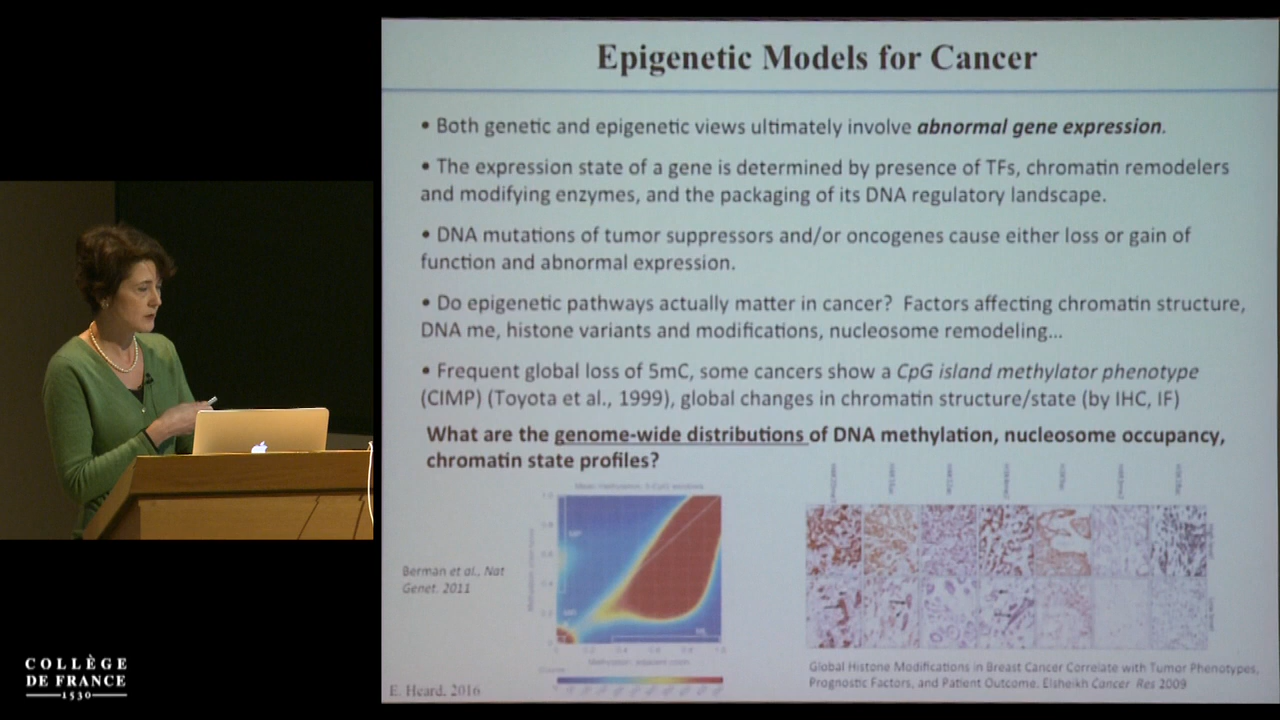 Epigenetic Models for Cancer
• Both genetic and epigenetic views ultimately involve abnormal gene expression.
• The expression state of a gene is determined by presence of TFs, chromatin remodelers
and modifying enzymes, and the packaging of its DNA regulatory landscape.
• DNA mutations of tumor suppressors and/or oncogenes cause either loss or gain of
function and abnormal expression.
• Do epigenetic pathways actually matter in cancer? Factors affecting chromatin structure,
DNA me, histone variants and modifications, nucleosome remodeling...
• Frequent global loss of 5mC, some cancers show a CpG island methylator phenotype
(CIMP) (Toyota et al., 1999), global changes in chromatin structure/state (by IHC, IF)
What are the genome-wide distributions of DNA methylation, nucleosome occupancy,
chromatin state profiles?
Berman et al., Nat
Genet. 2011
Global Histone Modifications in Breast Cancer Correlate with Tumor Phenotypes,
Prognostic Factors, and Patient Outcome. Elsheikh Cancer Res 2009
E. Heard, 2016
COLLÈGE
DE FRANCE
1530